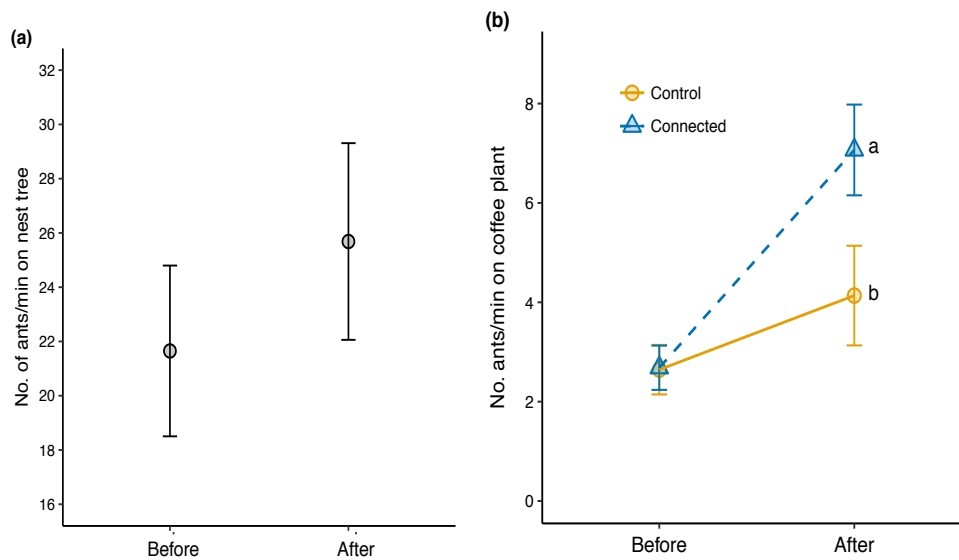 (a)
No. of ants/min on nest tree
32
30
28
26
24
22
20
18
16
Before
After
(b)
No. ants/min on coffee plant
8
6
4
2
0
Control
Connected
a
b
Before
After